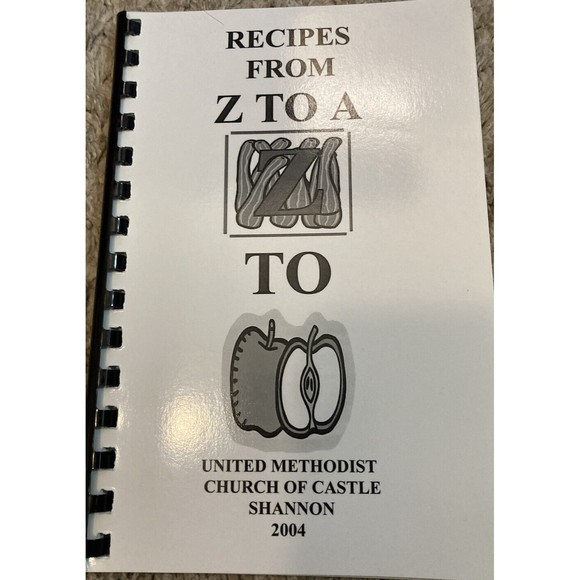 RECIPES
FROM
Z TO A
Z
TO
UNITED METHODIST
CHURCH OF CASTLE
SHANNON
2004